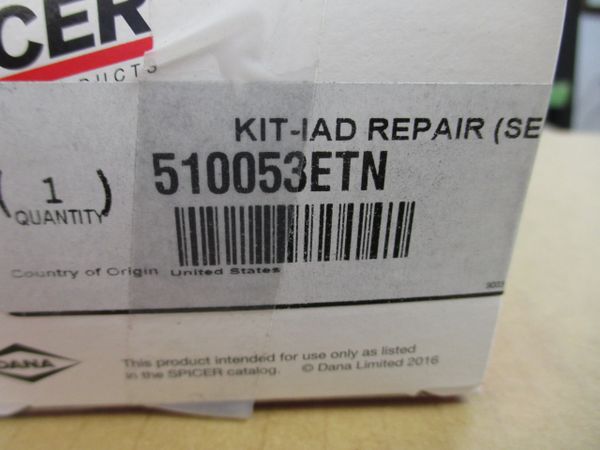 CER
DUCTS
KIT-IAD REPAIR (SE
510053ETN
( 1 )
QUANTITY
Country of Origin United States
DANA
This product intended for use only as listed
in the SPICER catalog. © Dana Limited 2016